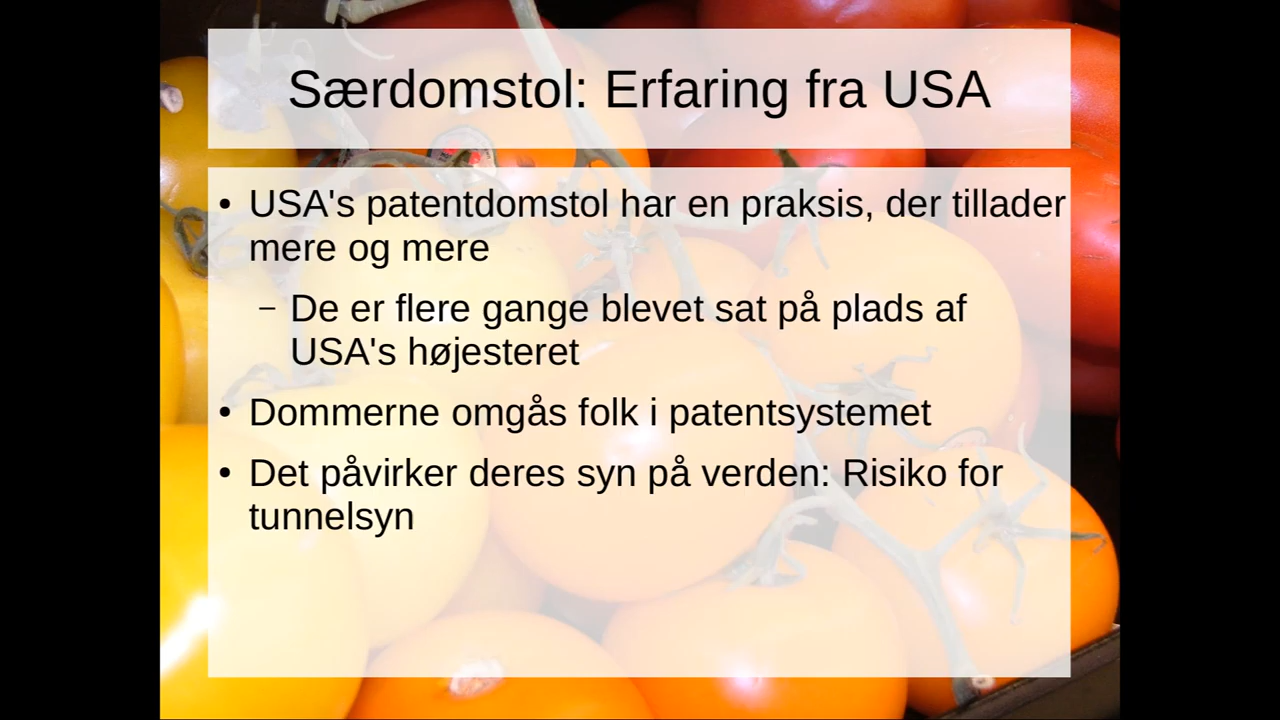 Særdomstol: Erfaring fra USA
• USA's patentdomstol har en praksis, der tillader
mere og mere
– De er flere gange blevet sat på plads af
USA's højesteret
• Dommerne omgås folk i patentsystemet
• Det påvirker deres syn på verden: Risiko for
tunnelsyn